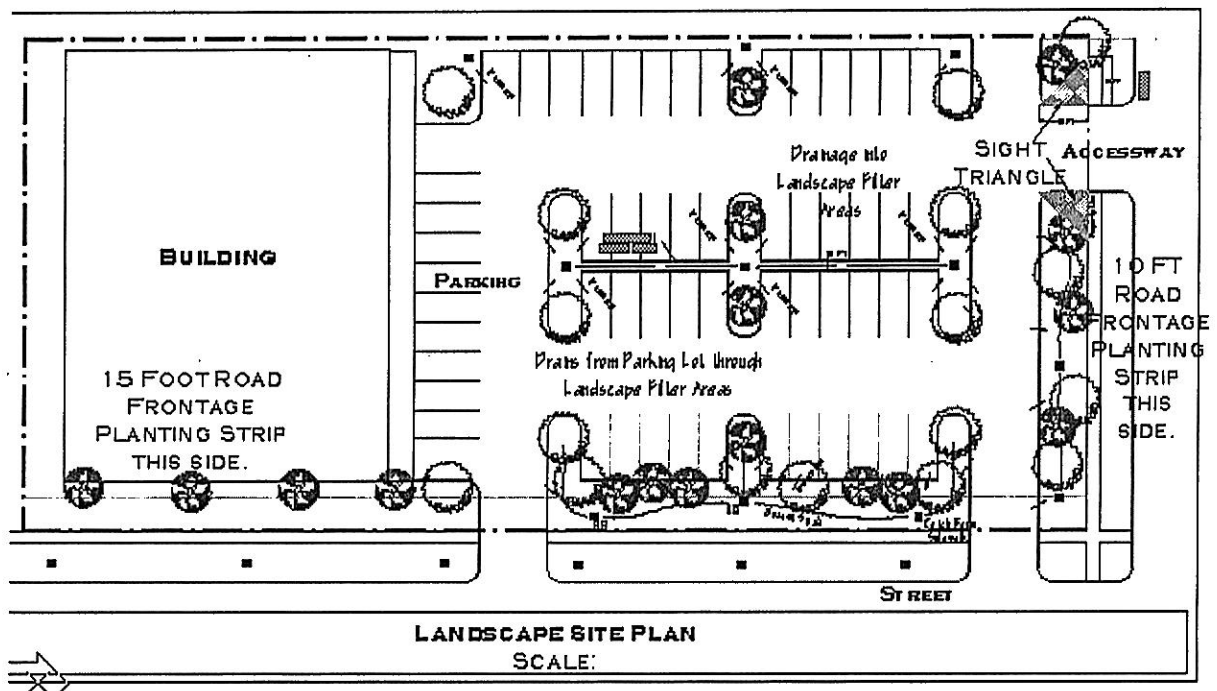 SIGHT
TRIANGLE
ACCESSWAY
Drainage into
Landscape Filter
Areas
BUILDING
PARKING
10 FT
ROAD
FRONTAGE
PLANTING
STRIP
THIS
SIDE.
Drains from Parking Lot through
Landscape Filter Areas
15 FOOT ROAD
FRONTAGE
PLANTING STRIP
THIS SIDE.
STREET
LANDSCAPE SITE PLAN
SCALE: